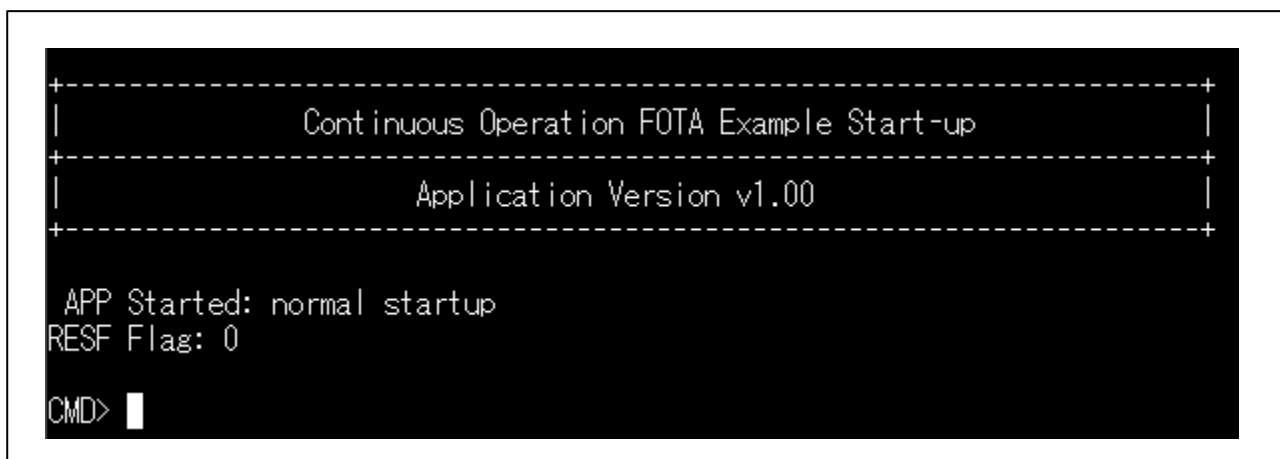 +-----------------------------------------------------------------------+
| Continuous Operation FOTA Example Start-up |
+-----------------------------------------------------------------------+
| Application Version v1.00 |
+-----------------------------------------------------------------------+
APP Started: normal startup
RESF Flag: 0
CMD>